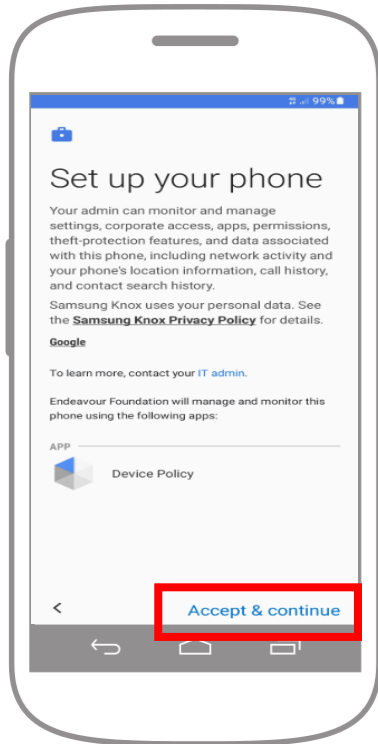 99%
Set up your phone
Your admin can monitor and manage
settings, corporate access, apps, permissions,
theft-protection features, and data associated
with this phone, including network activity and
your phone's location information, call history,
and contact search history.
Samsung Knox uses your personal data. See
the Samsung Knox Privacy Policy for details.
Google
To learn more, contact your IT admin.
Endeavour Foundation will manage and monitor this
phone using the following apps:
APP
Device Policy
Accept & continue